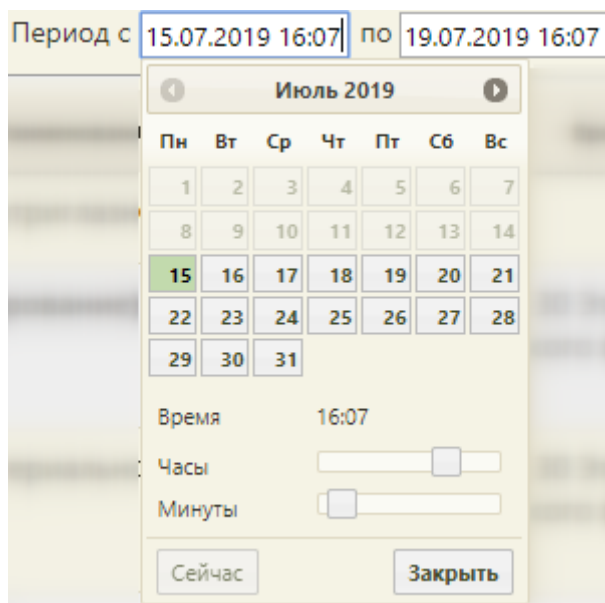 Период с 15.07.2019 16:07 по 19.07.2019 16:07
Июль 2019
Пн Вт Ср Чт Пт Сб Вс
1 2 3 4 5 6 7
8 9 10 11 12 13 14
15 16 17 18 19 20 21
22 23 24 25 26 27 28
29 30 31
Время 16:07
Часы
Минуты
Сейчас Закрыть